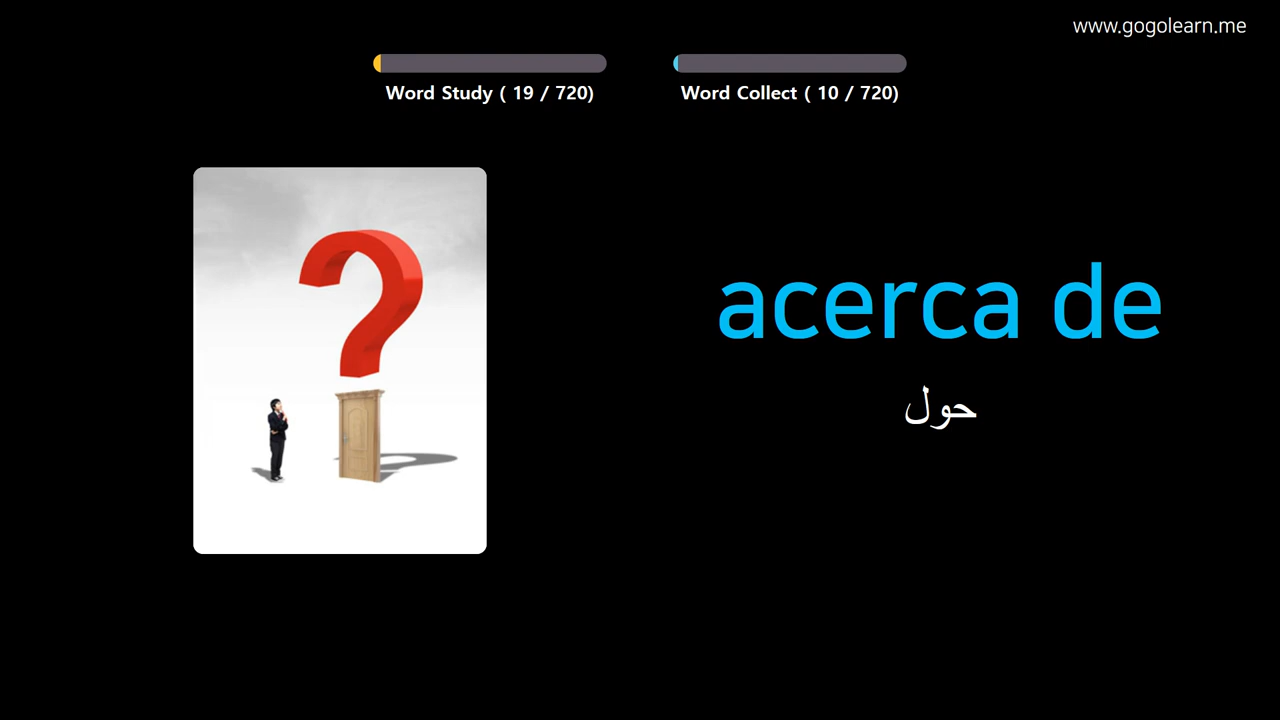 www.gogolearn.me
Word Study ( 19 / 720)
Word Collect ( 10 / 720)
acerca de
حول